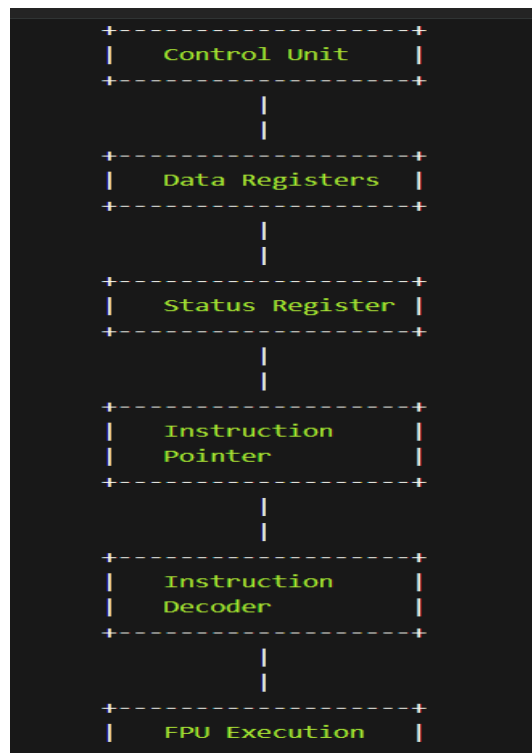 Control Unit
Data Registers
Status Register
Instruction
Pointer
Instruction
Decoder
FPU Execution